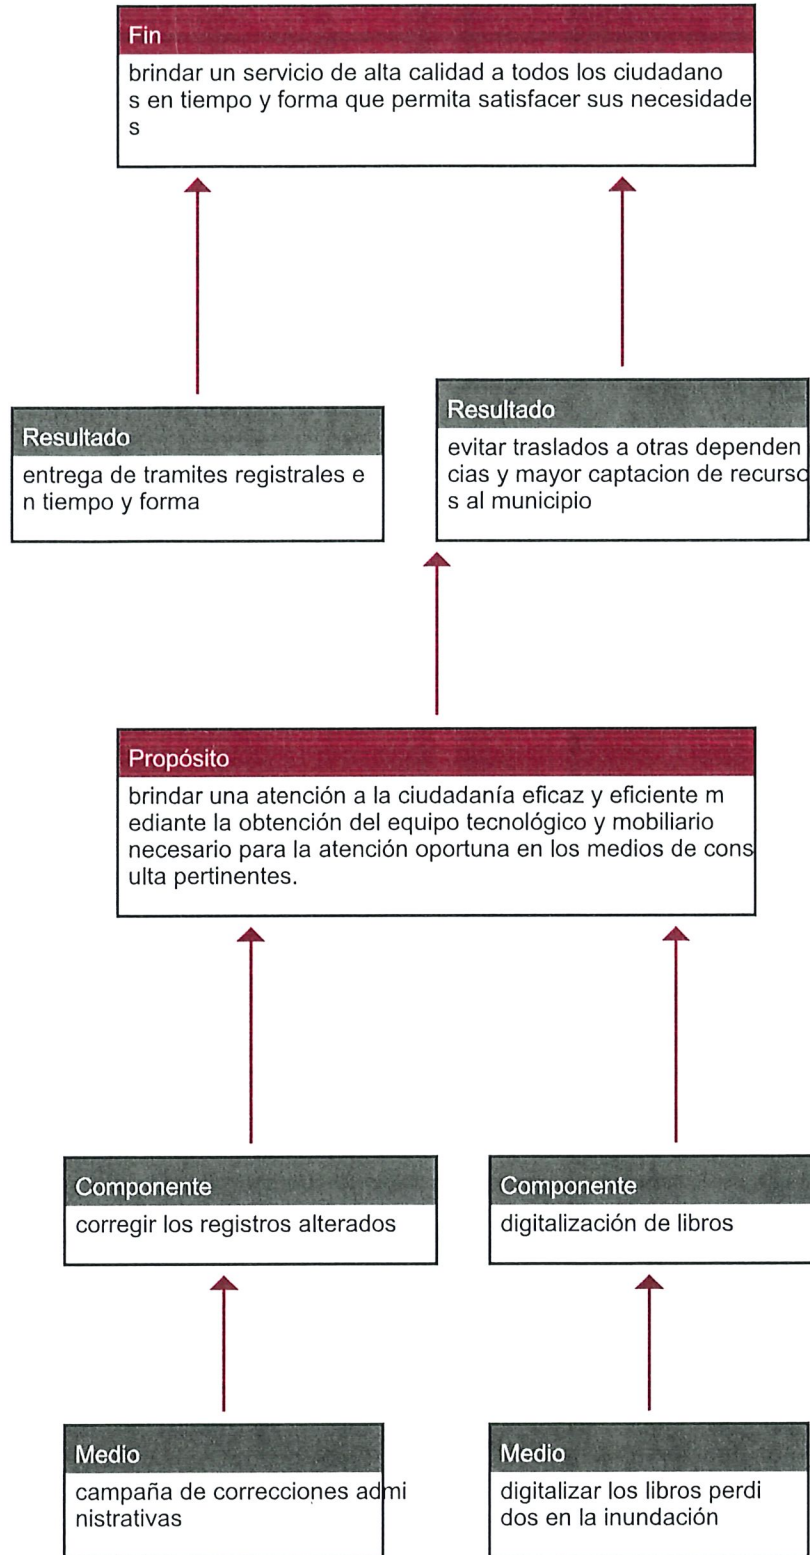 Fin
brindar un servicio de alta calidad a todos los ciudadano
s en tiempo y forma que permita satisfacer sus necesidade
s
Resultado
entrega de tramites registrales e
n tiempo y forma
Resultado
evitar traslados a otras dependen
cias y mayor captacion de recurso
s al municipio
Propósito
brindar una atención a la ciudadanía eficaz y eficiente m
ediante la obtención del equipo tecnológico y mobiliario
necesario para la atención oportuna en los medios de cons
ulta pertinentes.
Componente
corregir los registros alterados
Componente
digitalización de libros
Medio
campaña de correcciones admi
nistrativas
Medio
digitalizar los libros perdi
dos en la inundación